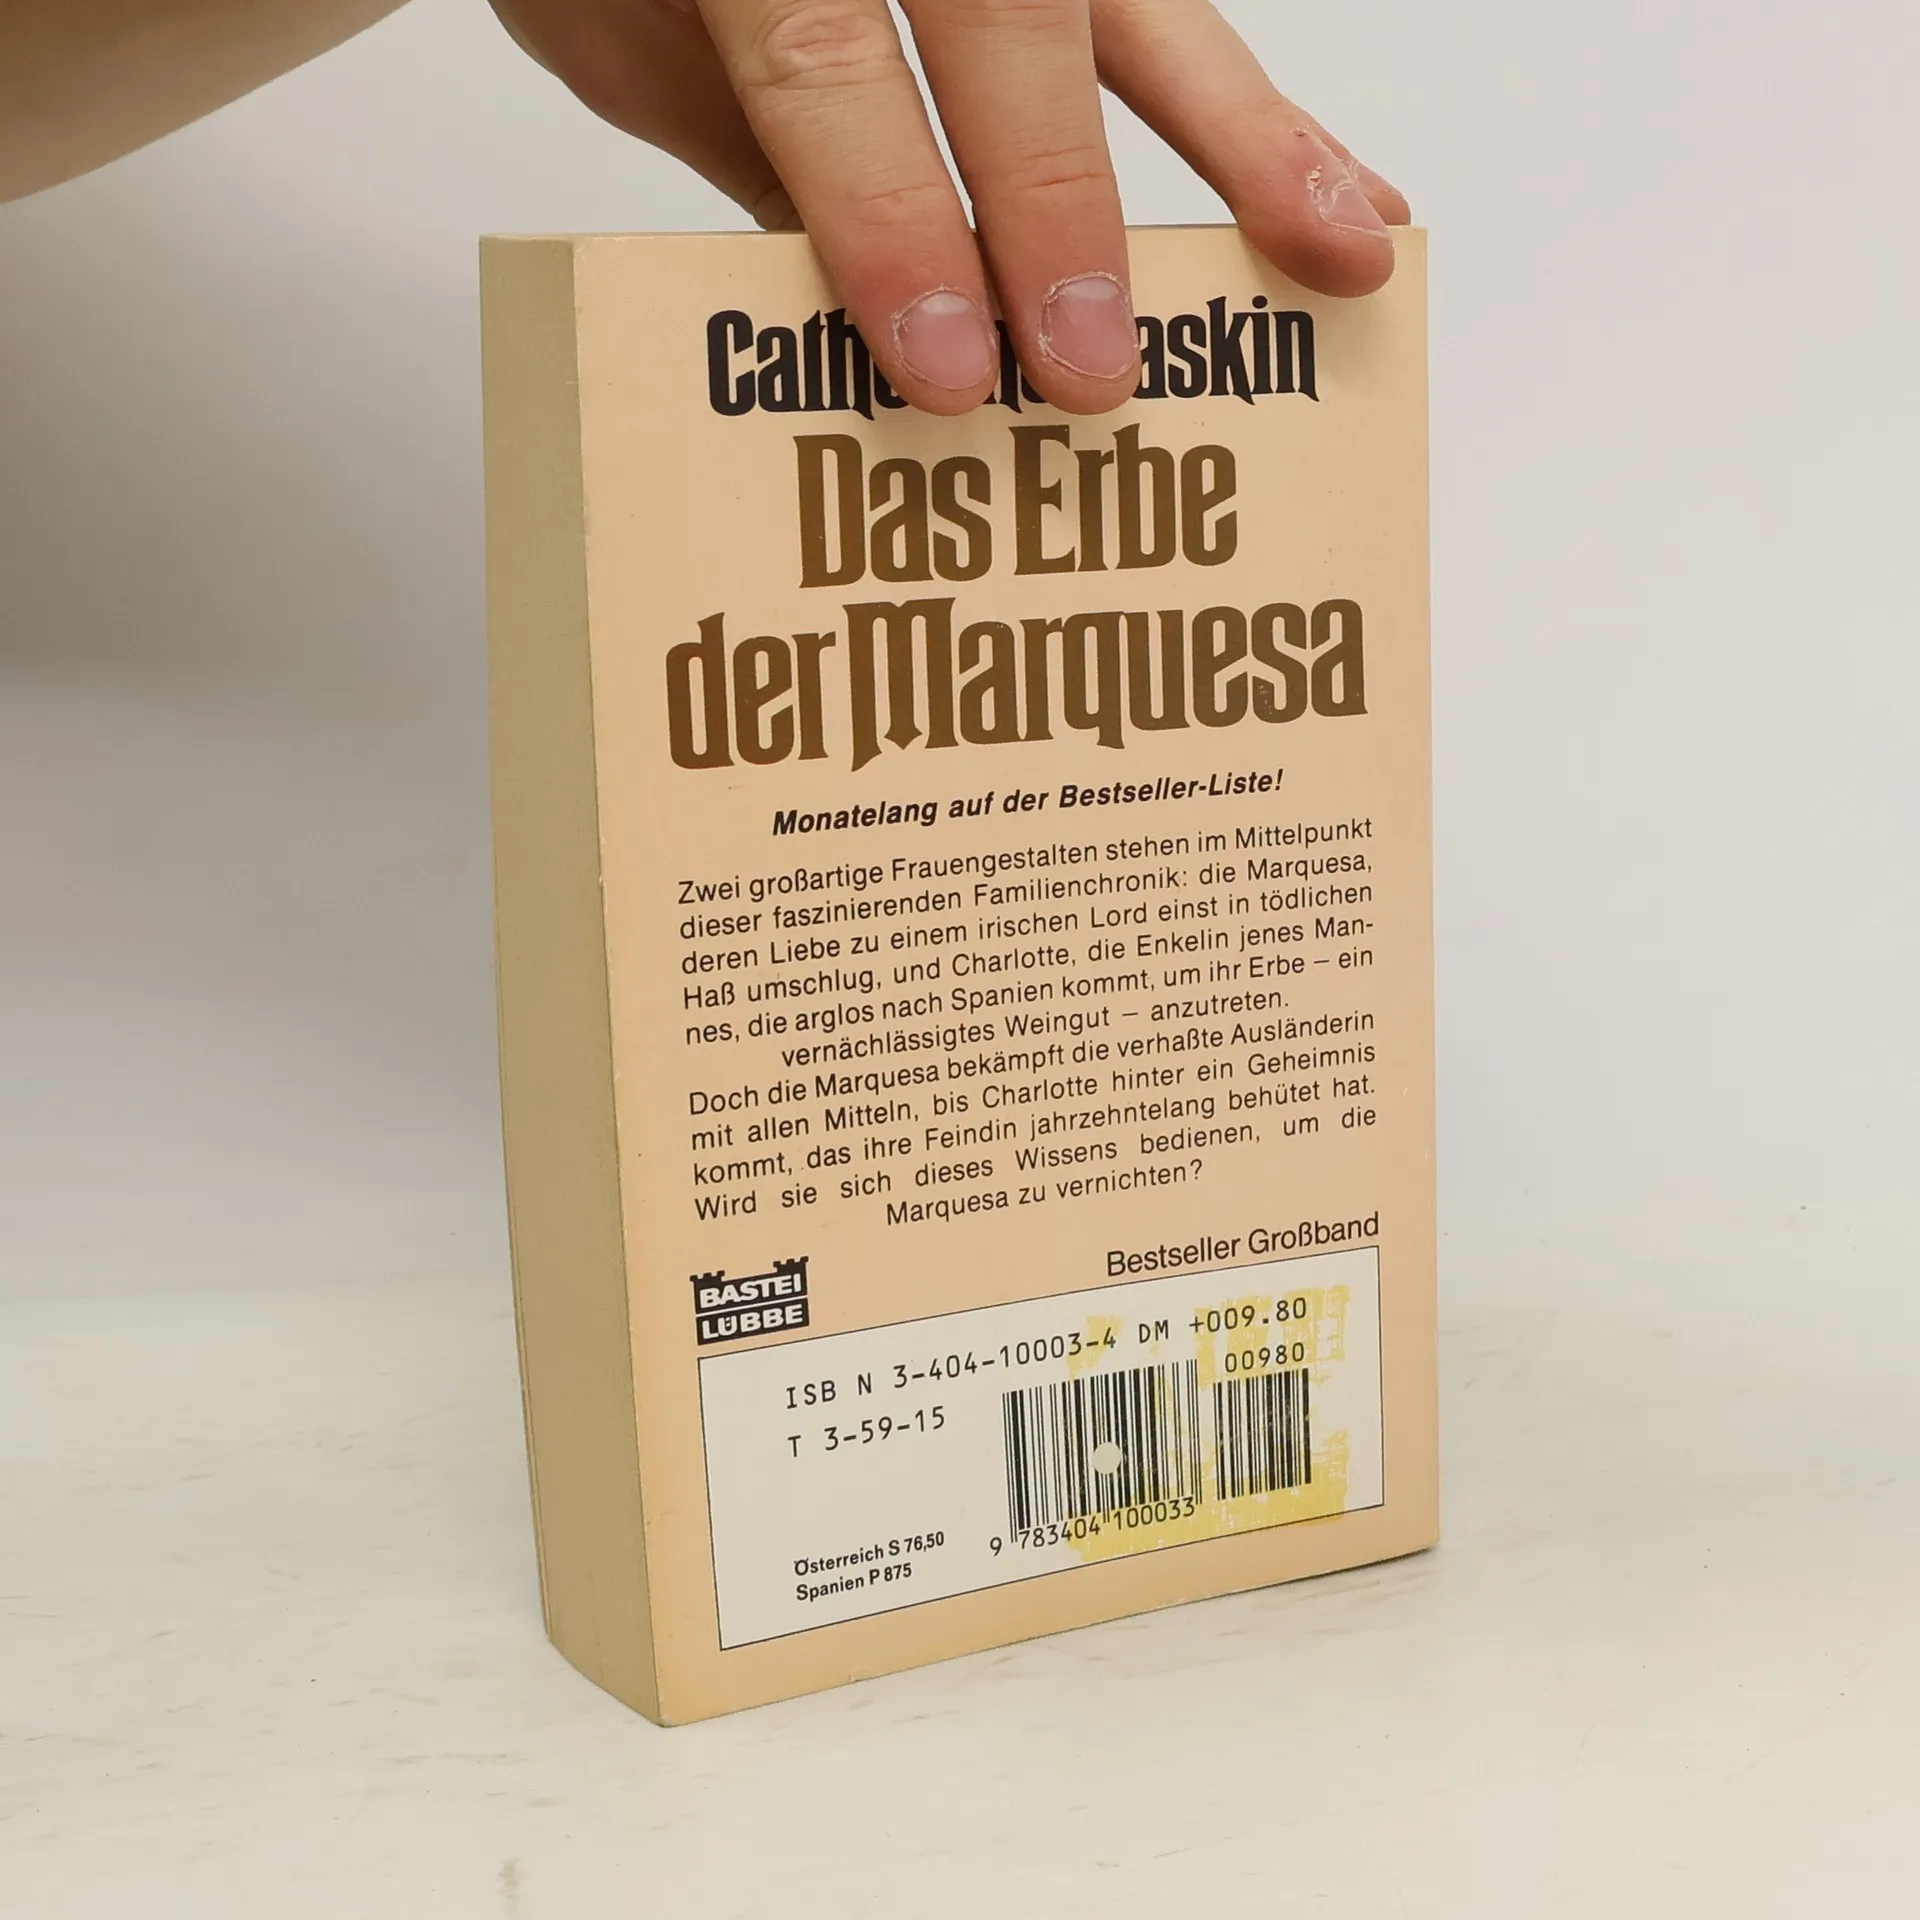 Das Erbe
der Marquesa
Monatelang auf der Bestseller-Liste!
Zwei großartige Frauengestalten stehen im Mittelpunkt
dieser faszinierenden Familienchronik: die Marquesa,
deren Liebe zu einem irischen Lord einst in tödlichen
Haß umschlug, und Charlotte, die Enkelin jenes Man-
nes, die arglos nach Spanien kommt, um ihr Erbe – ein
vernächlässigtes Weingut – anzutreten.
Doch die Marquesa bekämpft die verhaßte Ausländerin
mit allen Mitteln, bis Charlotte hinter ein Geheimnis
kommt, das ihre Feindin jahrzehntelang behütet hat.
Wird sie sich dieses Wissens bedienen, um die
Marquesa zu vernichten?
Bestseller Großband
BASTEI
LÜBBE
ISB N 3-404-10003-4 DM +009.80
T 3-59-15
00980
9 783404 100033
Österreich S 76,50
Spanien P 875